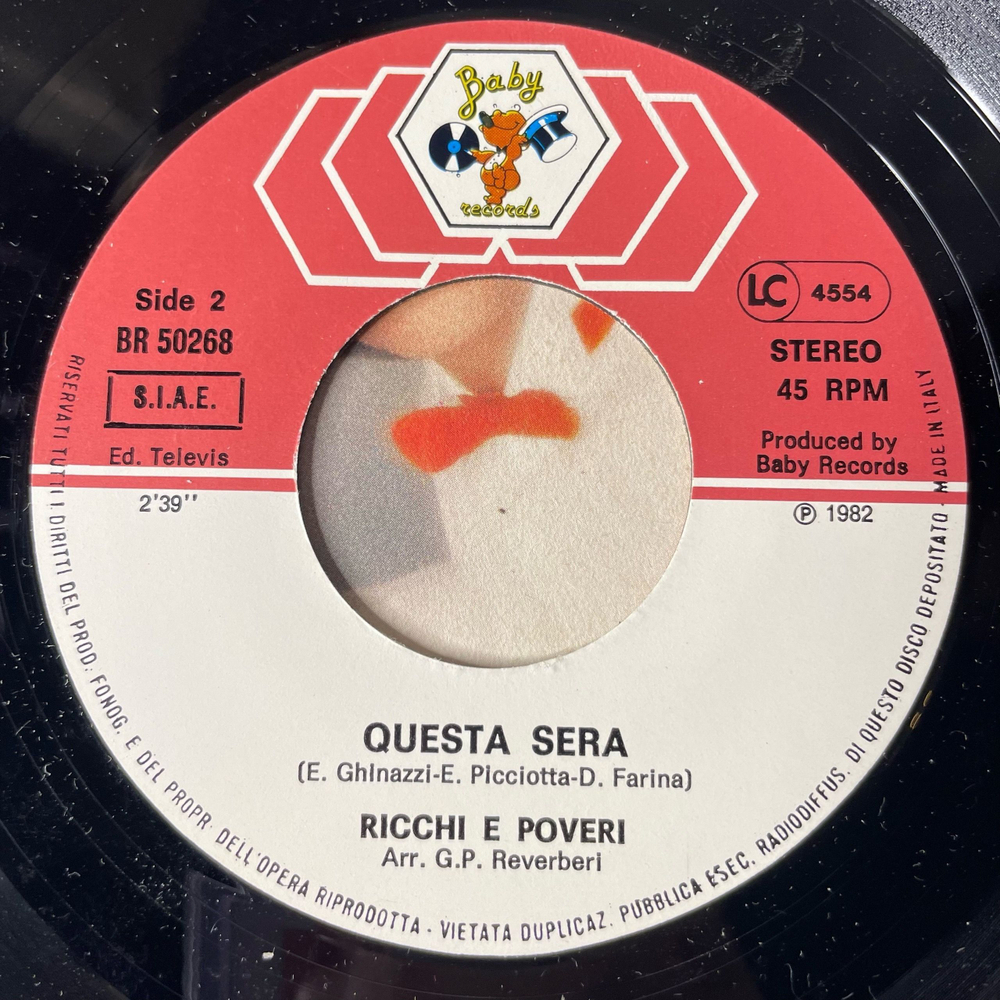 Baby
records
Side 2
BR 50268
S.I.A.E.
Ed. Televis
2'39''
LC 4554
STEREO
45 RPM
Produced by
Baby Records
℗ 1982
QUESTA SERA
(E. Ghinazzi-E. Picciotta-D. Farina)
RICCHI E POVERI
Arr. G.P. Reverberi
RISERVATI TUTTI I DIRITTI DEL PROD. FONOG. E DEL PROPR. DELL'OPERA RIPRODOTTA - VIETATA DUPLICAZ. PUBBLICA ESEC. RADIODIFFUS. DI QUESTO DISCO DEPOSITATO - MADE IN ITALY